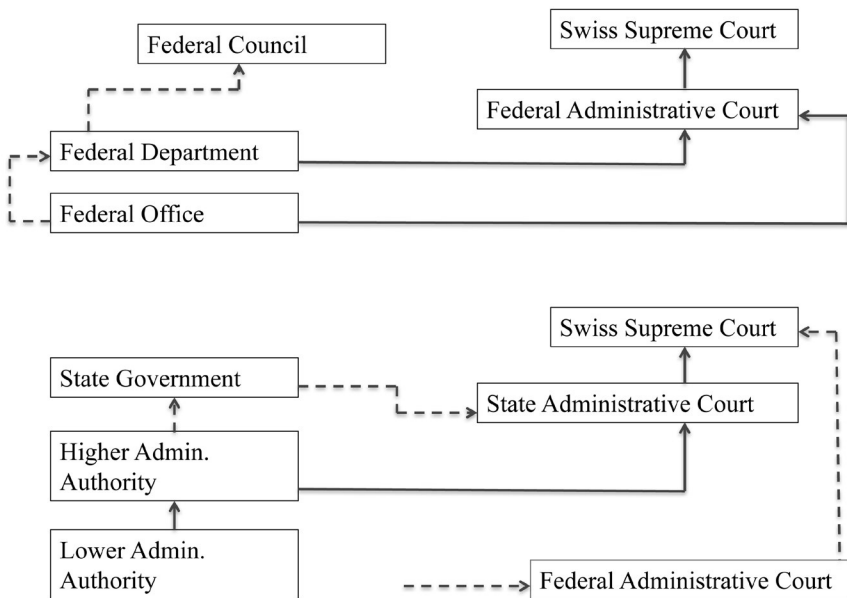 Federal Council
Swiss Supreme Court
Federal Administrative Court
Federal Department
Federal Office
Swiss Supreme Court
State Government
State Administrative Court
Higher Admin.
Authority
Lower Admin.
Authority
Federal Administrative Court